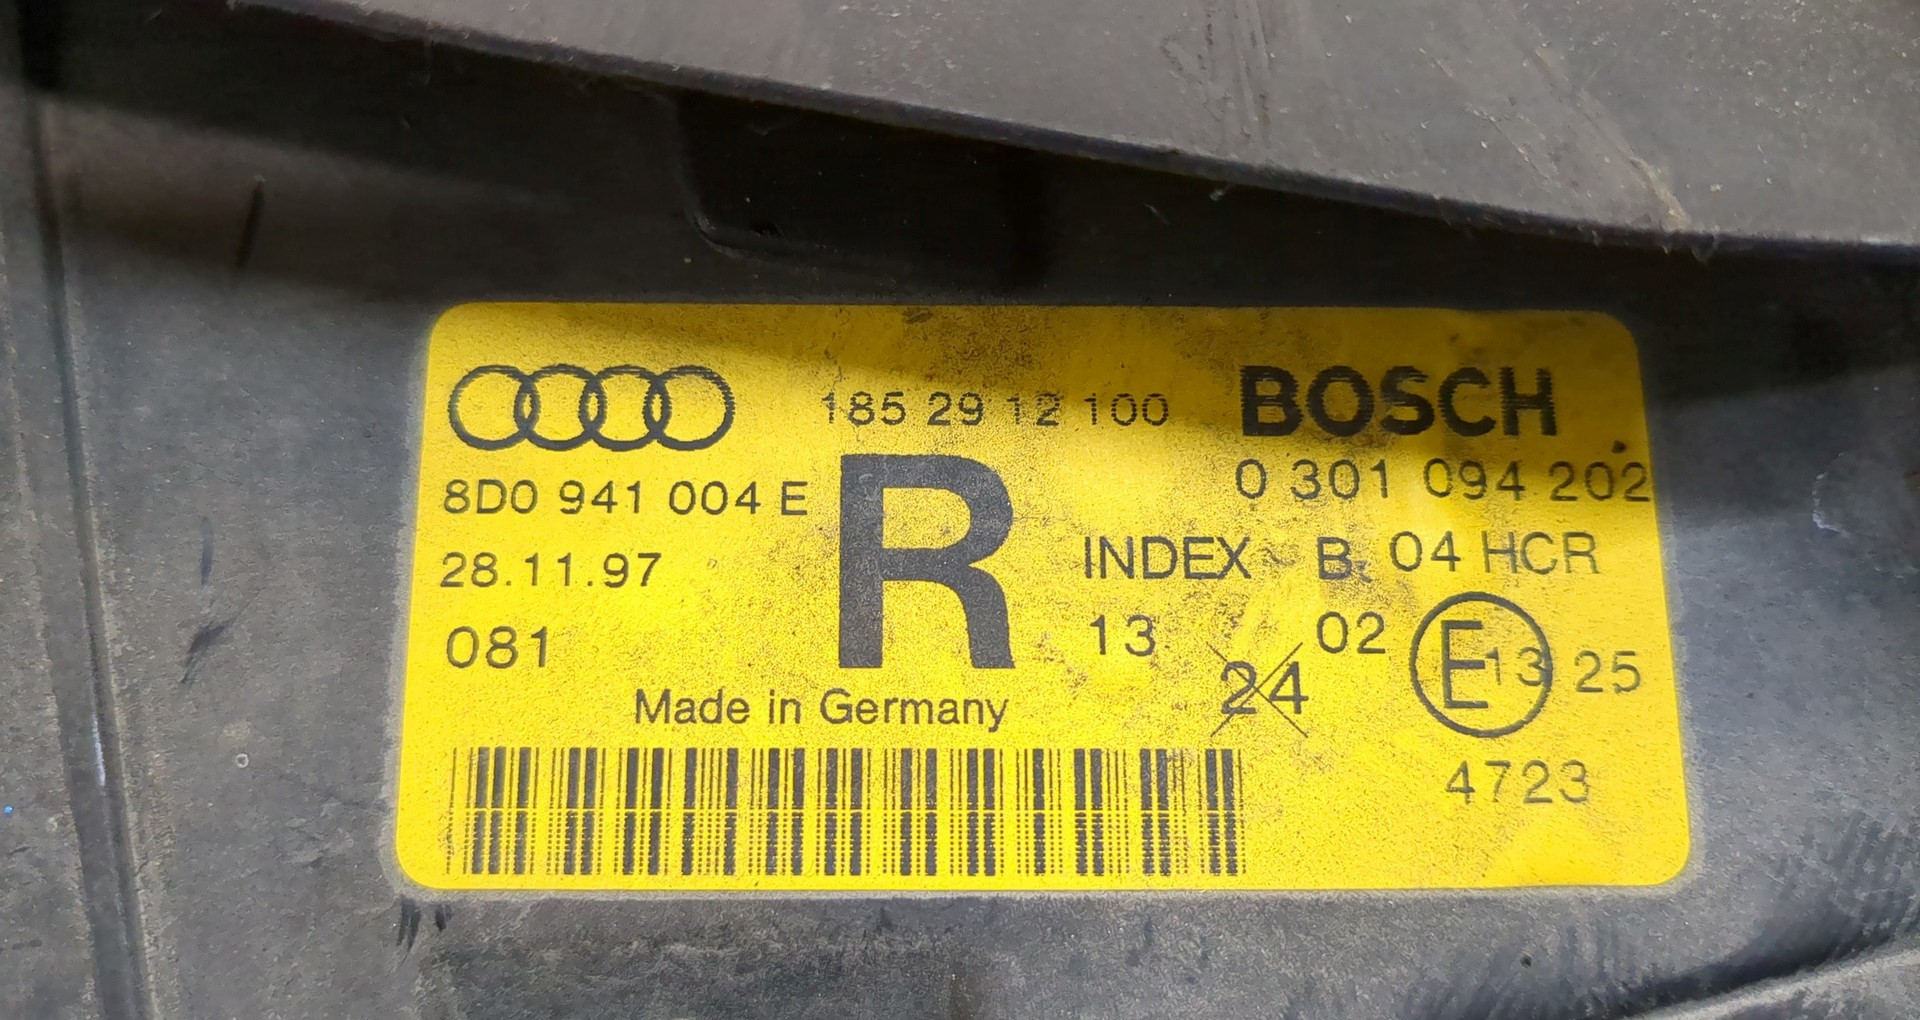 185 29 12 100 BOSCH
8D0 941 004 E R 0 301 094 202
28.11.97 INDEX B. 04 HCR
081 13 24 02 E13 25
Made in Germany
4723